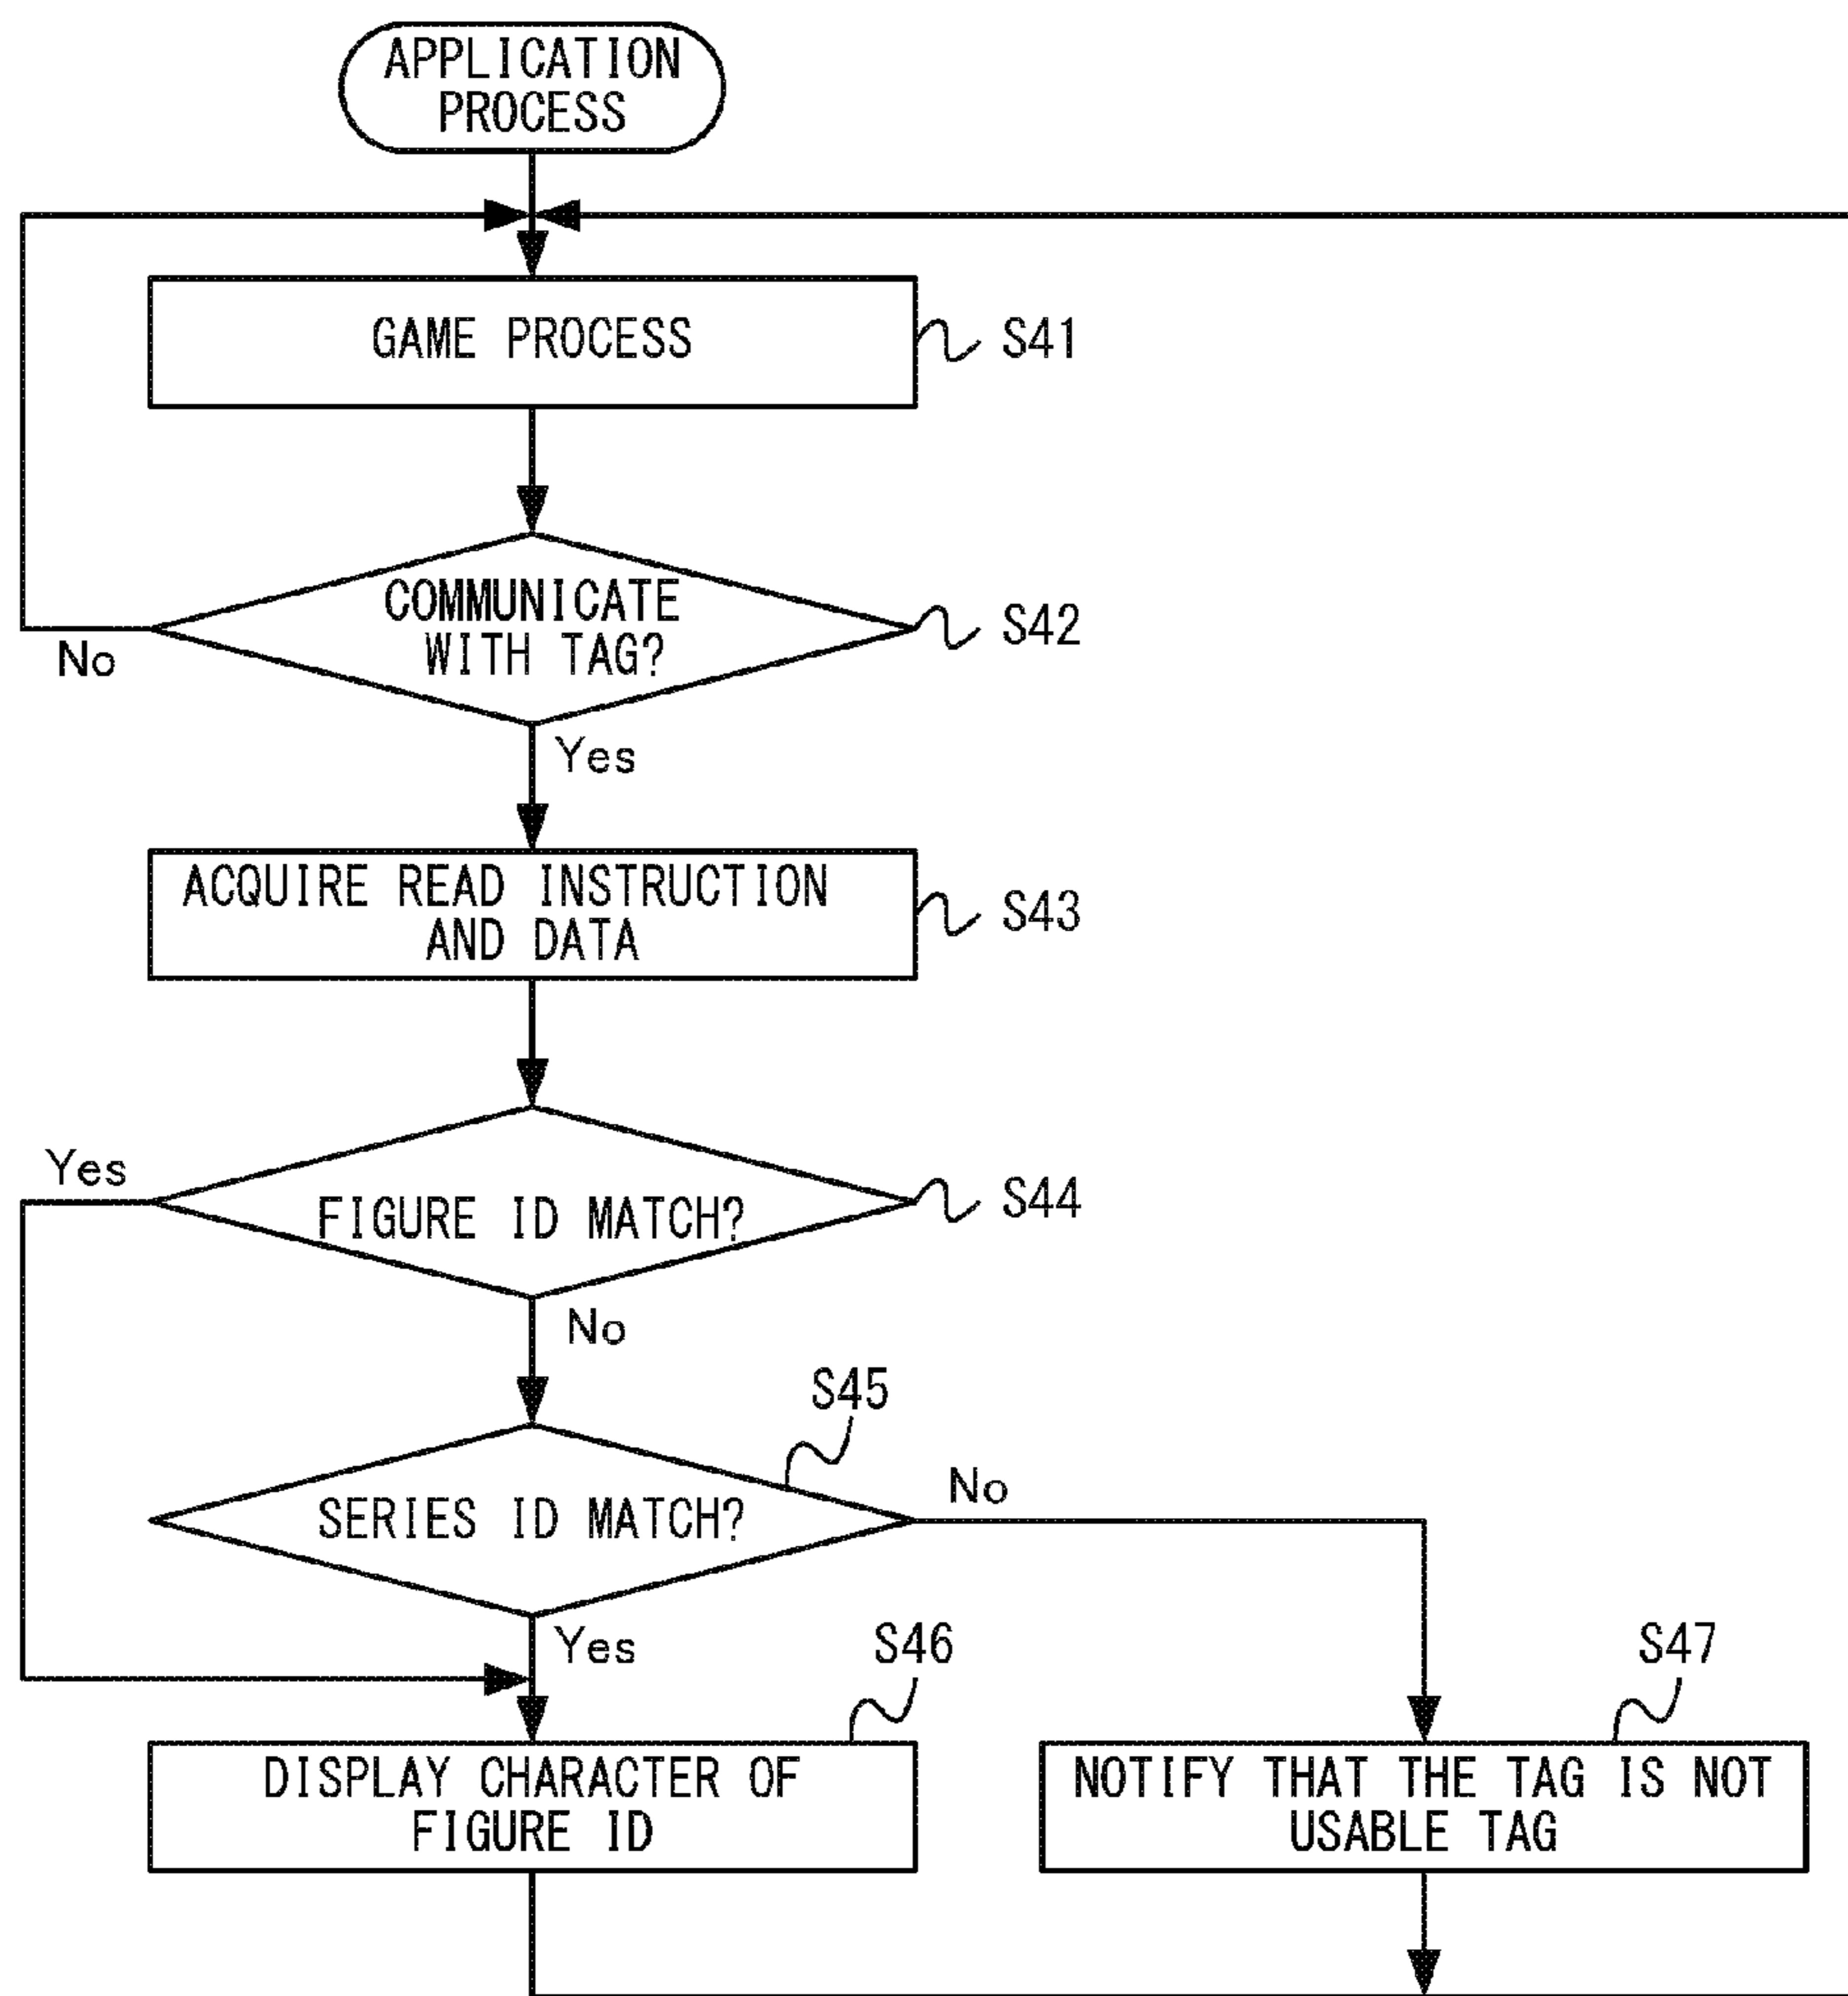 APPLICATION
PROCESS
GAME PROCESS
S41
COMMUNICATE
WITH TAG?
S42
No
Yes
ACQUIRE READ INSTRUCTION
AND DATA
S43
Yes
FIGURE ID MATCH?
S44
No
S45
SERIES ID MATCH?
No
Yes
S46
S47
DISPLAY CHARACTER OF
FIGURE ID
NOTIFY THAT THE TAG IS NOT
USABLE TAG